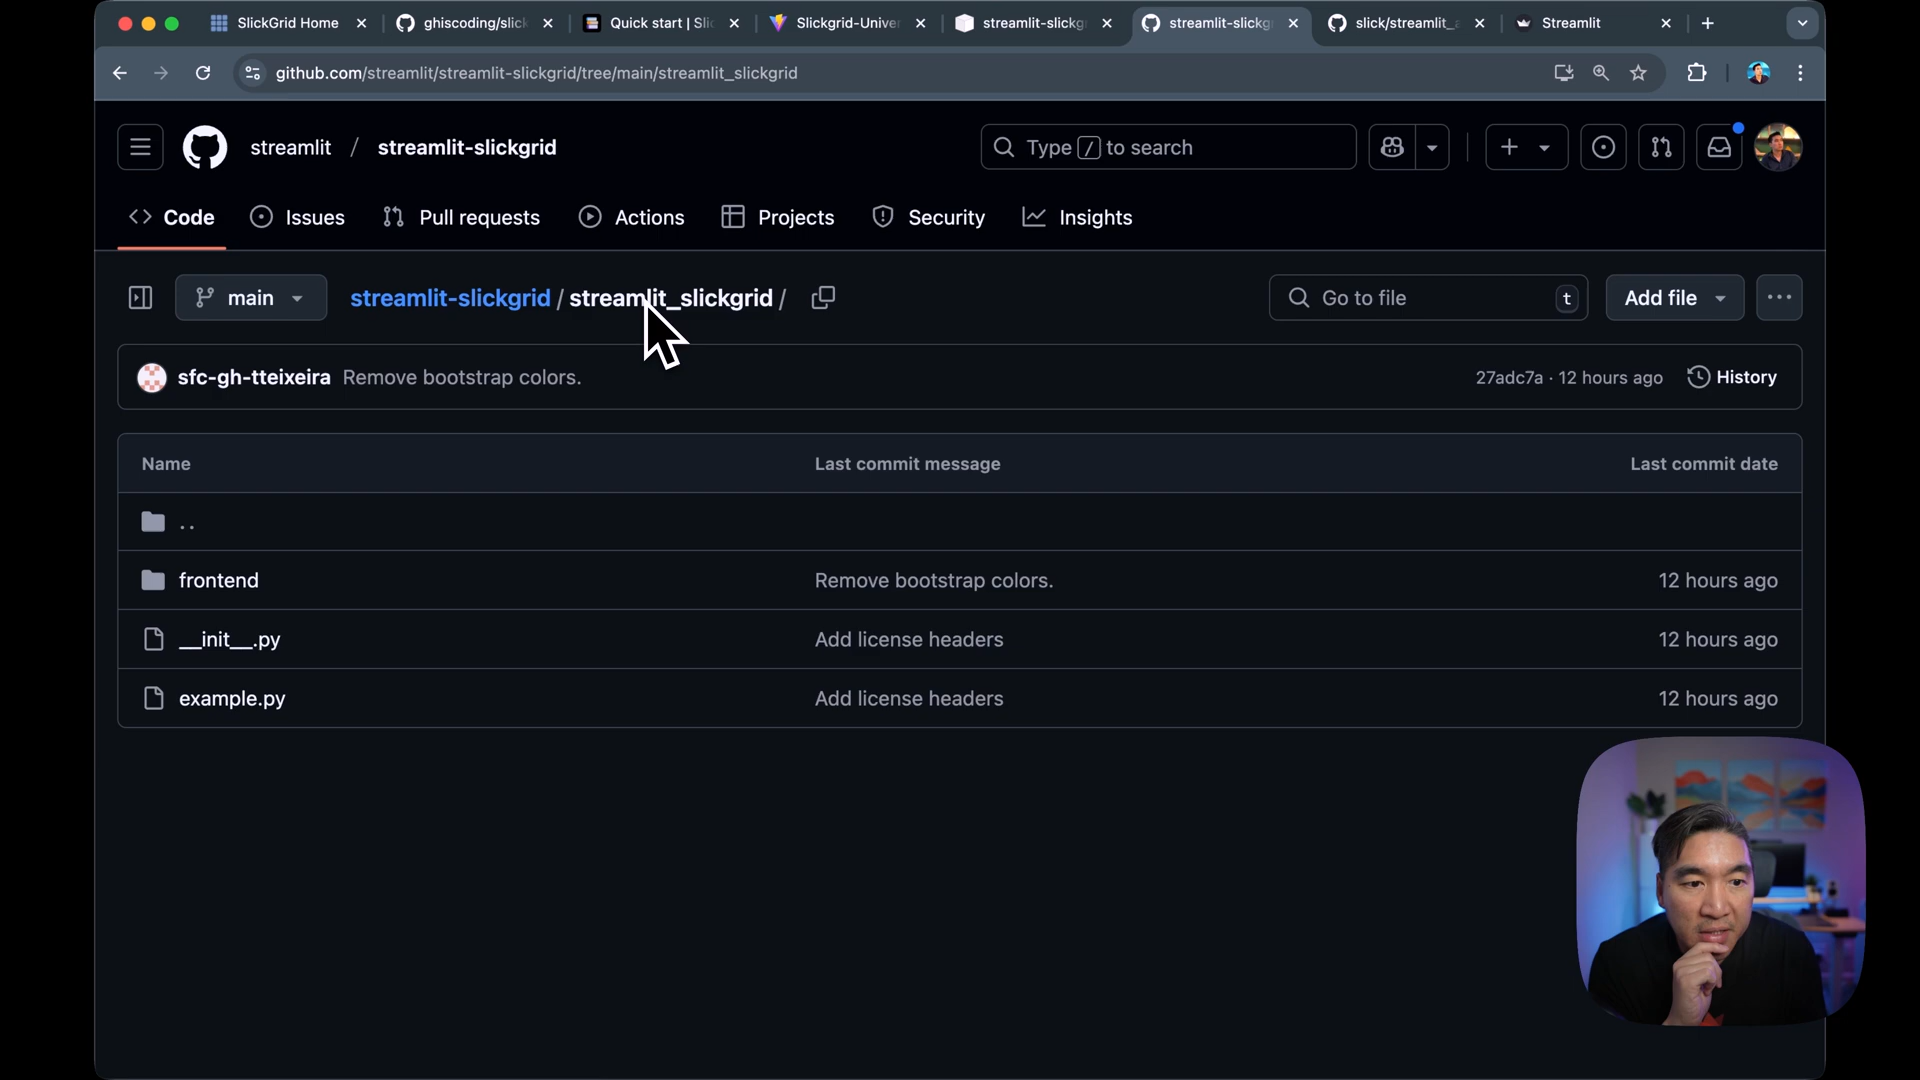 SlickGrid Home
ghiscoding/slick
Quick start | Slic
Slickgrid-Univer
streamlit-slickgr
streamlit-slickgr
slick/streamlit_a
Streamlit
github.com/streamlit/streamlit-slickgrid/tree/main/streamlit_slickgrid
streamlit / streamlit-slickgrid
Type / to search
Code
Issues
Pull requests
Actions
Projects
Security
Insights
main
streamlit-slickgrid / streamlit_slickgrid /
Go to file
t
Add file
sfc-gh-tteixeira Remove bootstrap colors.
27adc7a · 12 hours ago
History
Name Last commit message Last commit date
..
frontend Remove bootstrap colors. 12 hours ago
__init__.py Add license headers 12 hours ago
example.py Add license headers 12 hours ago